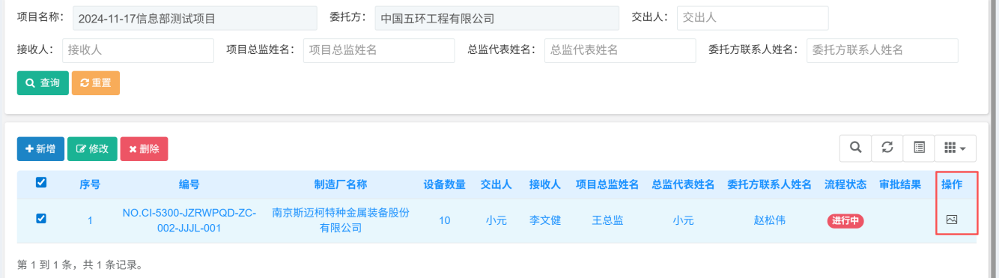 项目名称： 2024-11-17信息部测试项目 委托方： 中国五环工程有限公司 交出人： 交出人
接收人： 接收人 项目总监姓名： 项目总监姓名 总监代表姓名： 总监代表姓名 委托方联系人姓名： 委托方联系人姓名
查询 重置
新增 修改 删除
序号 编号 制造厂名称 设备数量 交出人 接收人 项目总监姓名 总监代表姓名 委托方联系人姓名 流程状态 审批结果 操作
1 NO.CI-5300-JZRWPQD-ZC-002-JJJL-001 南京斯迈柯特种金属装备股份有限公司 10 小元 李文健 王总监 小元 赵松伟 进行中
第 1 到 1 条，共 1 条记录。